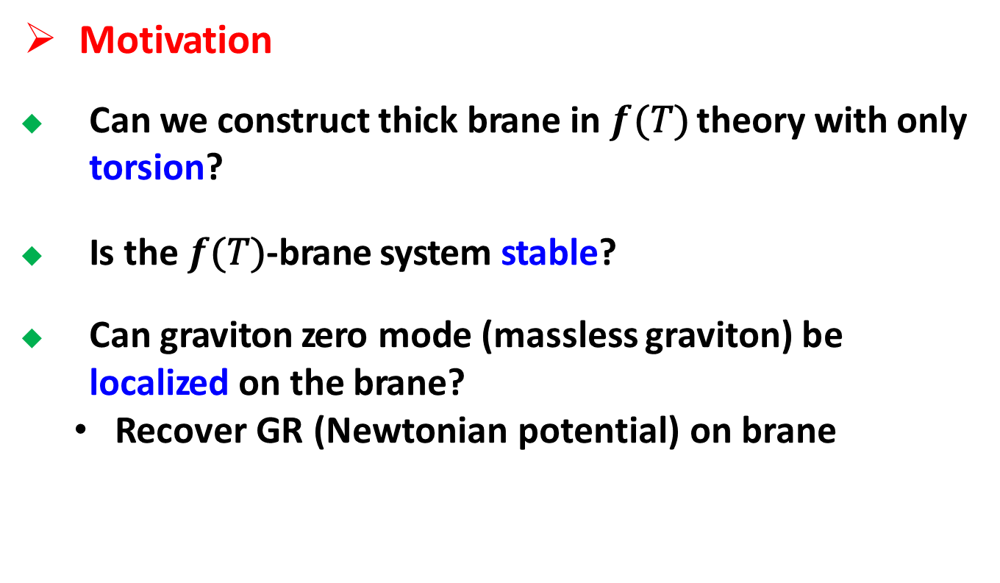 ➢ Motivation
◆ Can we construct thick brane in f(T) theory with only
torsion?
◆ Is the f(T)-brane system stable?
◆ Can graviton zero mode (massless graviton) be
localized on the brane?
• Recover GR (Newtonian potential) on brane